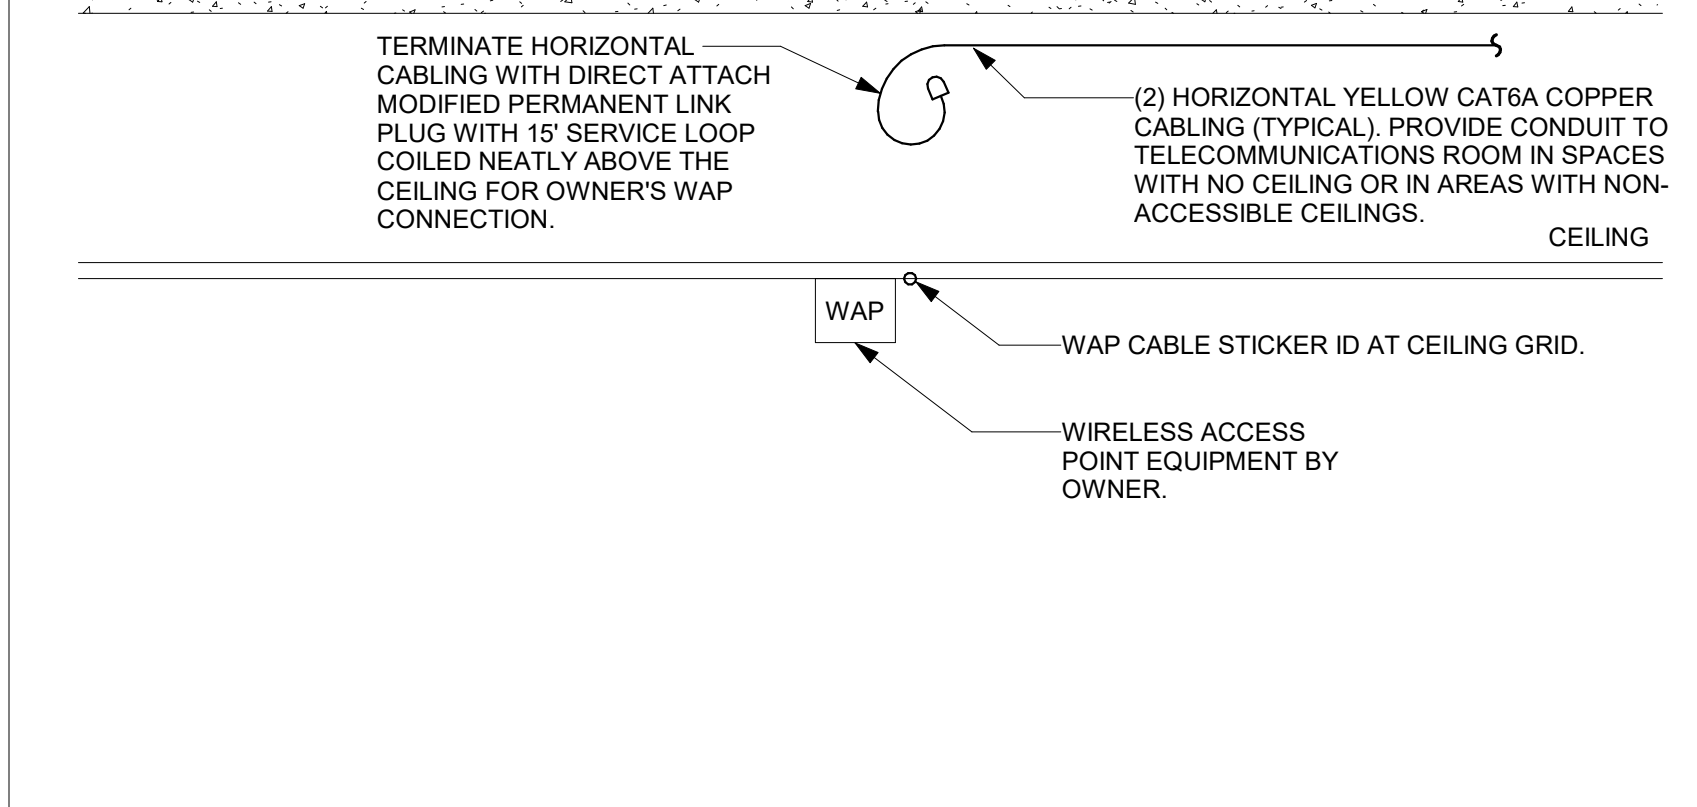 TERMINATE HORIZONTAL
CABLING WITH DIRECT ATTACH
MODIFIED PERMANENT LINK
PLUG WITH 15' SERVICE LOOP
COILED NEATLY ABOVE THE
CEILING FOR OWNER'S WAP
CONNECTION.
(2) HORIZONTAL YELLOW CAT6A COPPER
CABLING (TYPICAL). PROVIDE CONDUIT TO
TELECOMMUNICATIONS ROOM IN SPACES
WITH NO CEILING OR IN AREAS WITH NON-
ACCESSIBLE CEILINGS.
CEILING
WAP
WAP CABLE STICKER ID AT CEILING GRID.
WIRELESS ACCESS
POINT EQUIPMENT BY
OWNER.